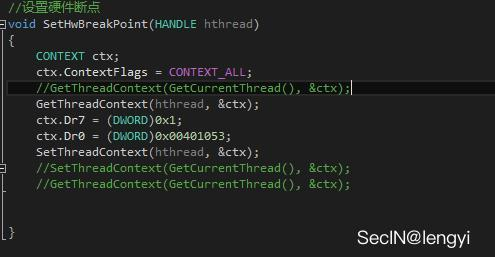 //设置硬件断点
void SetHwBreakPoint(HANDLE hthread)
{
CONTEXT ctx;
ctx.ContextFlags = CONTEXT_ALL;
//GetThreadContext(GetCurrentThread(), &ctx);
GetThreadContext(hthread, &ctx);
ctx.Dr7 = (DWORD)0x1;
ctx.Dr0 = (DWORD)0x00401053;
SetThreadContext(hthread, &ctx);
//SetThreadContext(GetCurrentThread(), &ctx);
//GetThreadContext(GetCurrentThread(), &ctx);
}
SecIN@lengyi